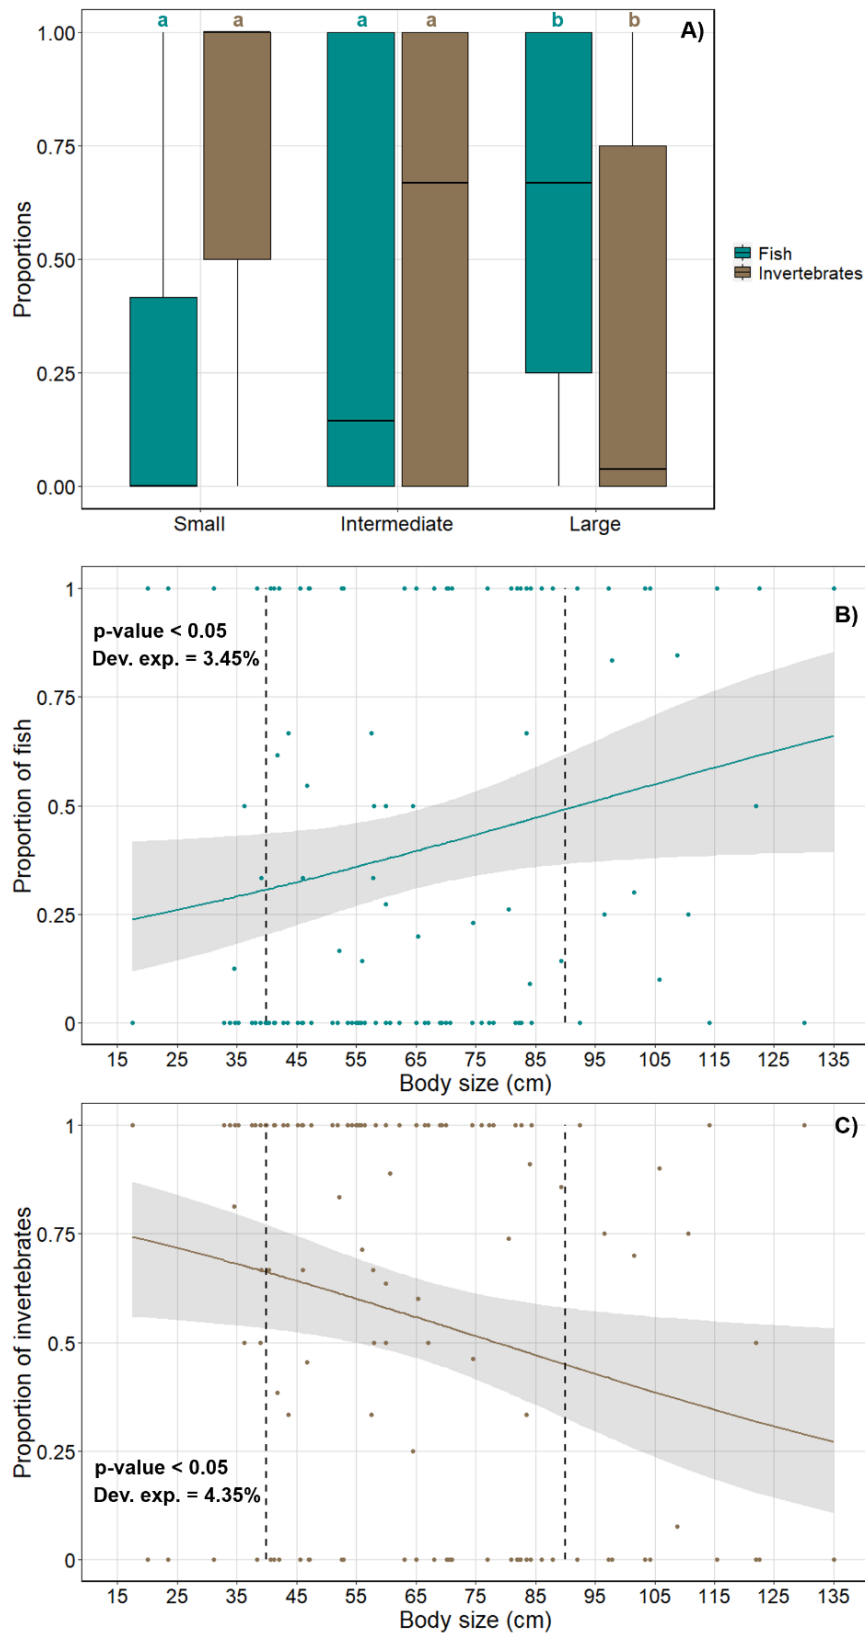 a a a a b b
A)
1.00
0.75
0.50
0.25
0.00
Proportions
Small Intermediate Large
Fish
Invertebrates
B)
p-value < 0.05
Dev. exp. = 3.45%
1
0.75
0.5
0.25
0
Proportion of fish
15 25 35 45 55 65 75 85 95 105 115 125 135
Body size (cm)
C)
1
0.75
0.5
0.25
0
Proportion of invertebrates
p-value < 0.05
Dev. exp. = 4.35%
15 25 35 45 55 65 75 85 95 105 115 125 135
Body size (cm)